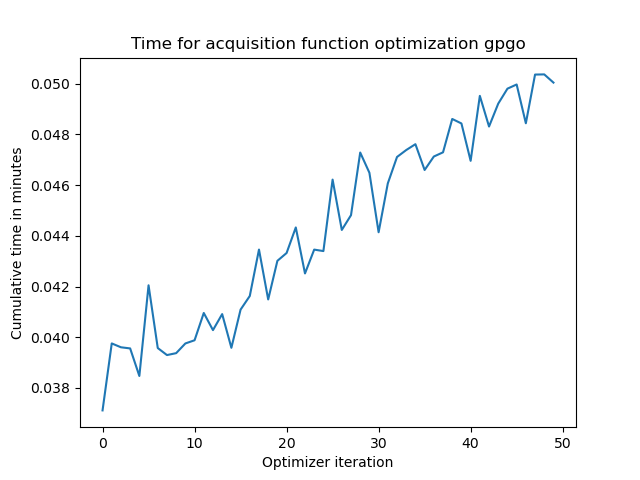 Time for acquisition function optimization gpgo
Cumulative time in minutes
0.050
0.048
0.046
0.044
0.042
0.040
0.038
0 10 20 30 40 50
Optimizer iteration